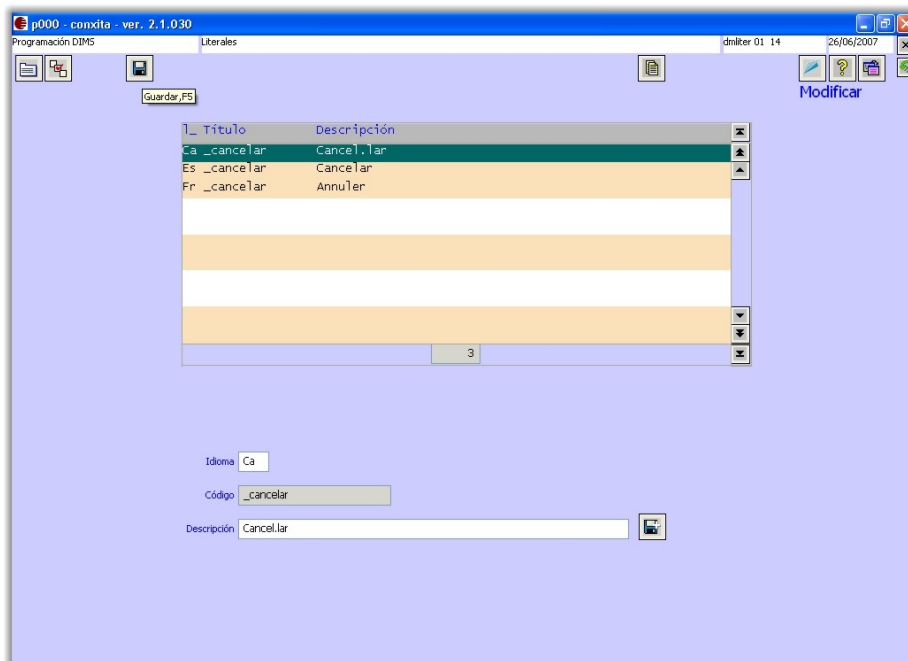 p000 - conxita - ver. 2.1.030
Programación DIMS Literales dmliter 01 14 26/06/2007
Guardar,F5
Modificar
l_ Título Descripción
Ca _cancelar Cancel.lar
Es _cancelar Cancelar
Fr _cancelar Annuler
3
Idioma Ca
Código _cancelar
Descripción Cancel.lar